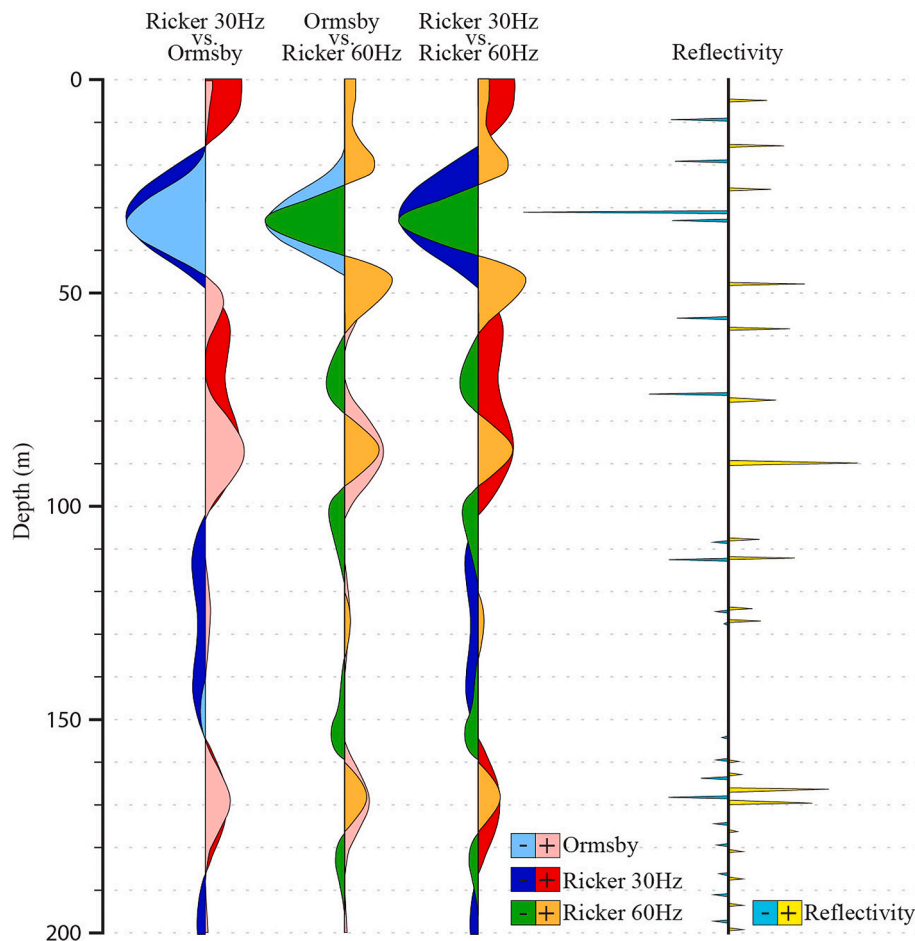 Ricker 30Hz
vs.
Ormsby
Ormsby
vs.
Ricker 60Hz
Ricker 30Hz
vs.
Ricker 60Hz
Reflectivity
0
50
100
150
200
Depth (m)
- + Ormsby
- + Ricker 30Hz
- + Ricker 60Hz
- + Reflectivity